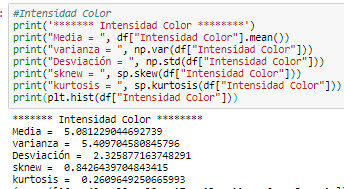 #Intensidad Color
print('******* Intensidad Color ********')
print("Media = ", df["Intensidad Color"].mean())
print("varianza = ", np.var(df["Intensidad Color"]))
print("Desviación = ", np.std(df["Intensidad Color"]))
print("sknew = ", sp.skew(df["Intensidad Color"]))
print("kurtosis = ", sp.kurtosis(df["Intensidad Color"]))
print(plt.hist(df["Intensidad Color"]))
******* Intensidad Color ********
Media =  5.081229044692739
varianza =  5.409704580845796
Desviación =  2.325877163748291
sknew =  0.8426439704843415
kurtosis =  0.2609649250665993